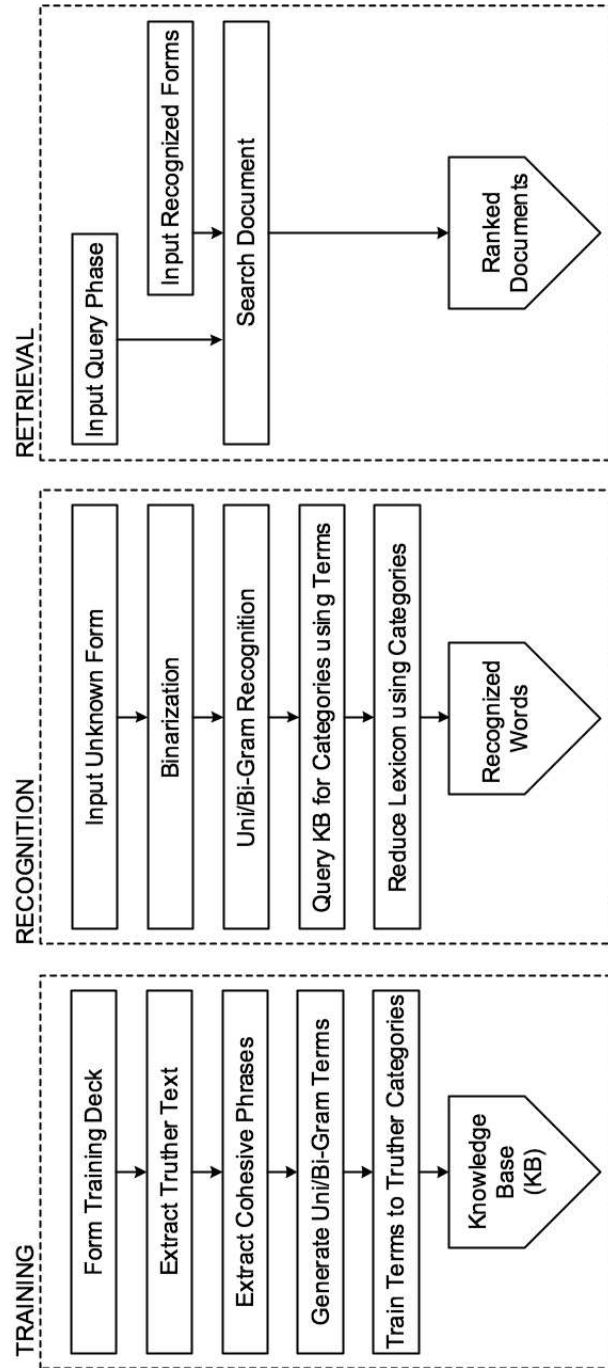 TRAINING
Form Training Deck
Extract Truther Text
Extract Cohesive Phrases
Generate Uni/Bi-Gram Terms
Train Terms to Truther Categories
Knowledge
Base
(KB)
RECOGNITION
Input Unknown Form
Binarization
Uni/Bi-Gram Recognition
Query KB for Categories using Terms
Reduce Lexicon using Categories
Recognized
Words
RETRIEVAL
Input Query Phase
Input Recognized Forms
Search Document
Ranked
Documents